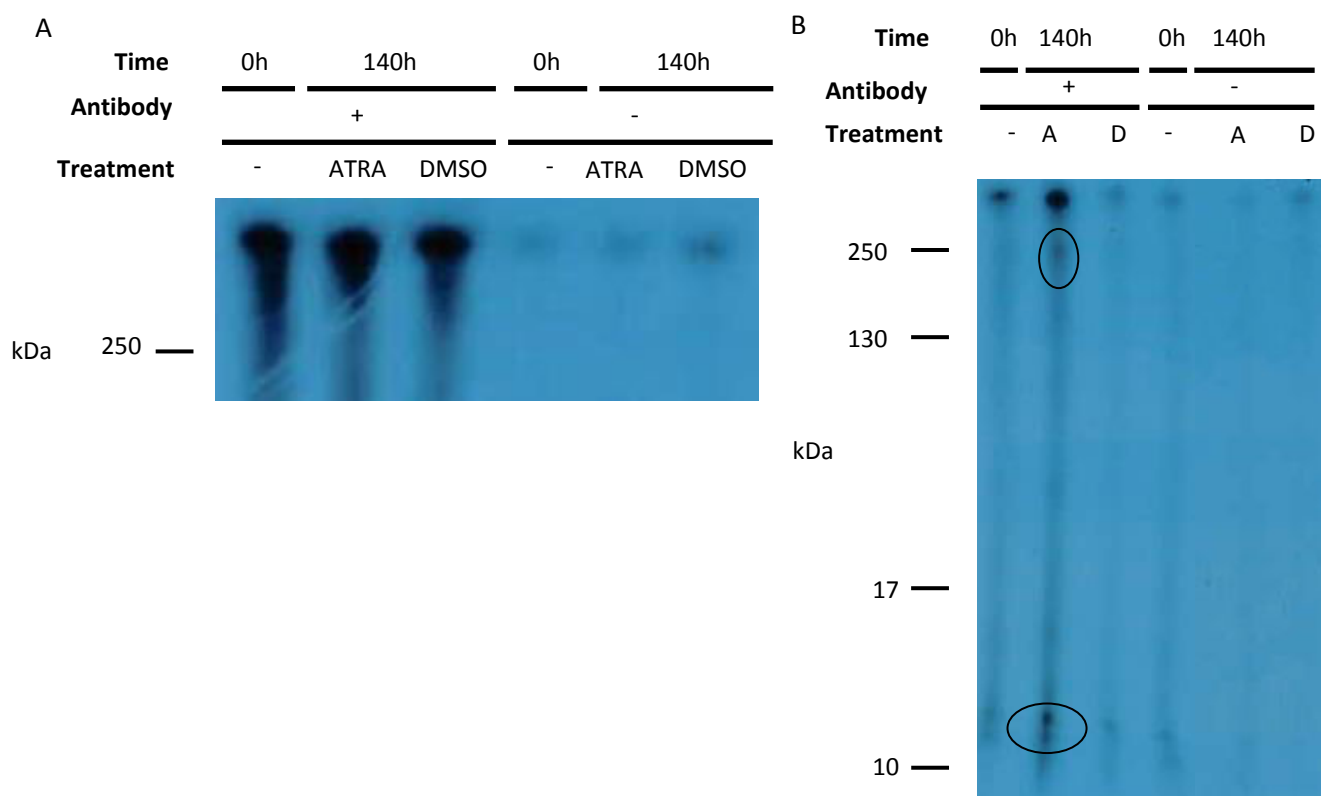 A
Time 0h 140h 0h 140h
Antibody + -
Treatment - ATRA DMSO - ATRA DMSO
kDa 250
B
Time 0h 140h 0h 140h
Antibody + -
Treatment - A D - A D
250
130
kDa
17
10